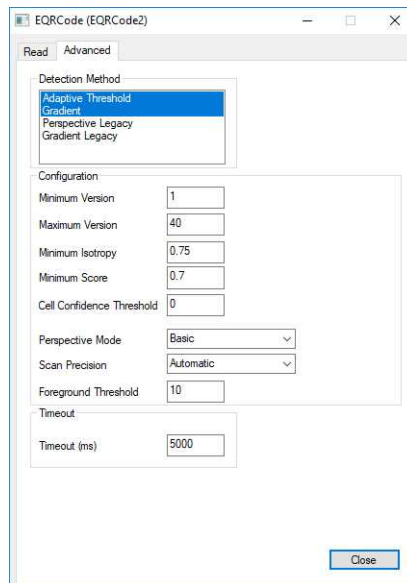 EQRCode (EQRCode2)
Read Advanced
Detection Method
Adaptive Threshold
Gradient
Perspective Legacy
Gradient Legacy
Configuration
Minimum Version 1
Maximum Version 40
Minimum Isotropy 0.75
Minimum Score 0.7
Cell Confidence Threshold 0
Perspective Mode Basic
Scan Precision Automatic
Foreground Threshold 10
Timeout
Timeout (ms) 5000
Close